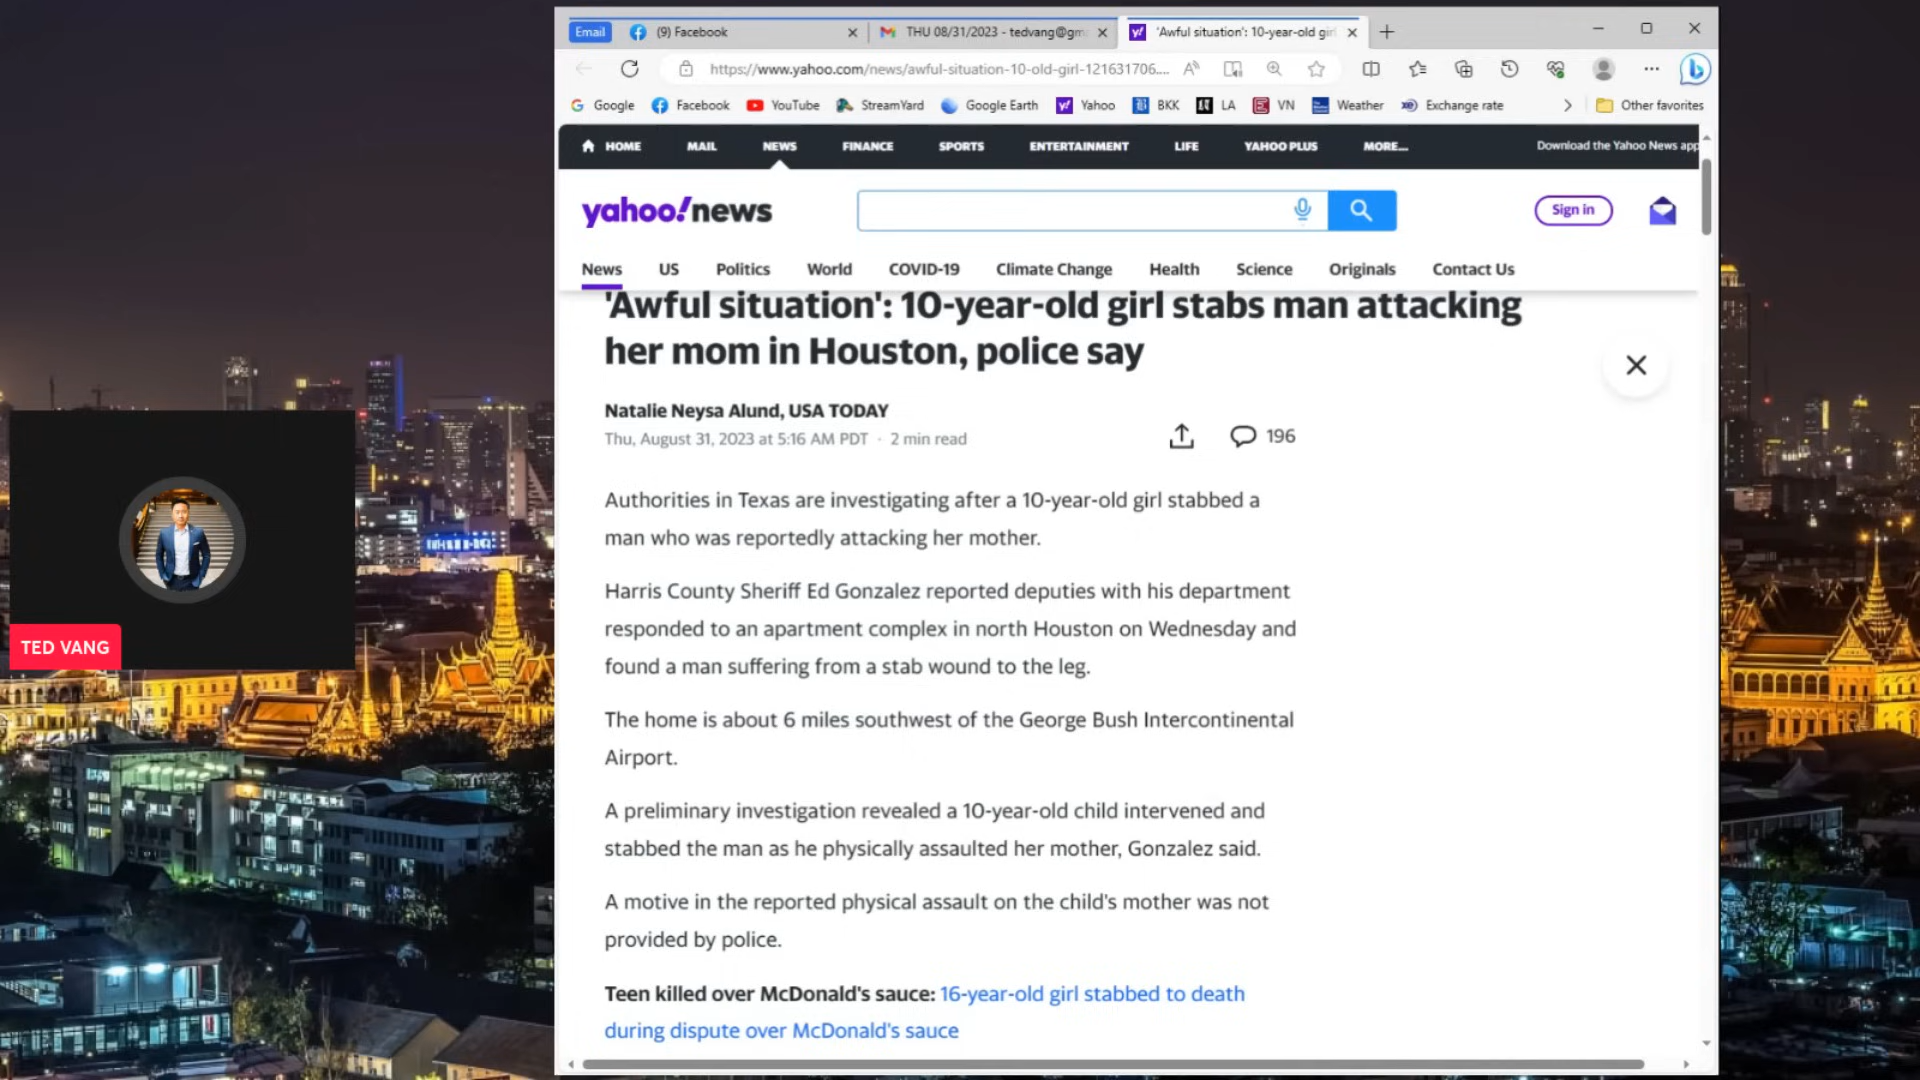 Email
(9) Facebook
THU 08/31/2023 - tedvang@gm
'Awful situation': 10-year-old girl
https://www.yahoo.com/news/awful-situation-10-old-girl-121631706....
Google
Facebook
YouTube
StreamYard
Google Earth
Yahoo
BKK
LA
VN
Weather
Exchange rate
Other favorites
HOME
MAIL
NEWS
FINANCE
SPORTS
ENTERTAINMENT
LIFE
YAHOO PLUS
MORE...
Download the Yahoo News app
yahoo!news
Sign in
News
US
Politics
World
COVID-19
Climate Change
Health
Science
Originals
Contact Us
'Awful situation': 10-year-old girl stabs man attacking
her mom in Houston, police say
Natalie Neysa Alund, USA TODAY
Thu, August 31, 2023 at 5:16 AM PDT · 2 min read
196
Authorities in Texas are investigating after a 10-year-old girl stabbed a
man who was reportedly attacking her mother.
Harris County Sheriff Ed Gonzalez reported deputies with his department
responded to an apartment complex in north Houston on Wednesday and
found a man suffering from a stab wound to the leg.
The home is about 6 miles southwest of the George Bush Intercontinental
Airport.
A preliminary investigation revealed a 10-year-old child intervened and
stabbed the man as he physically assaulted her mother, Gonzalez said.
A motive in the reported physical assault on the child's mother was not
provided by police.
Teen killed over McDonald's sauce: 16-year-old girl stabbed to death
during dispute over McDonald's sauce
TED VANG